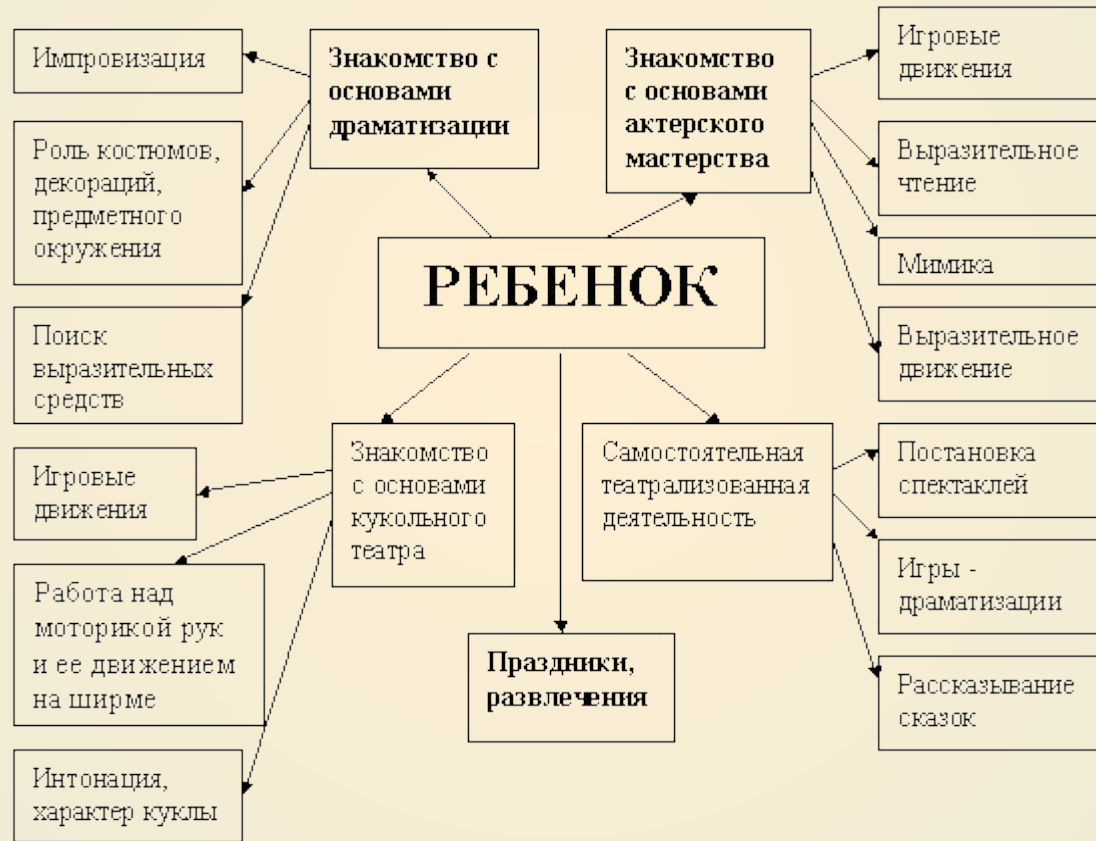 Импровизация
Знакомство с
основами
драматизации
Знакомство
с основами
актерского
мастерства
Игровые
движения
Роль костюмов,
декораций,
предметного
окружения
Выразительное
чтение
Мимика
РЕБЕНОК
Поиск
выразительных
средств
Выразительное
движение
Игровые
движения
Знакомство
с основами
кукольного
театра
Самостоятельная
театрализованная
деятельность
Постановка
спектаклей
Работа над
моторикой рук
и ее движением
на ширме
Игры -
драматизации
Праздники,
развлечения
Рассказывание
сказок
Интонация,
характер куклы